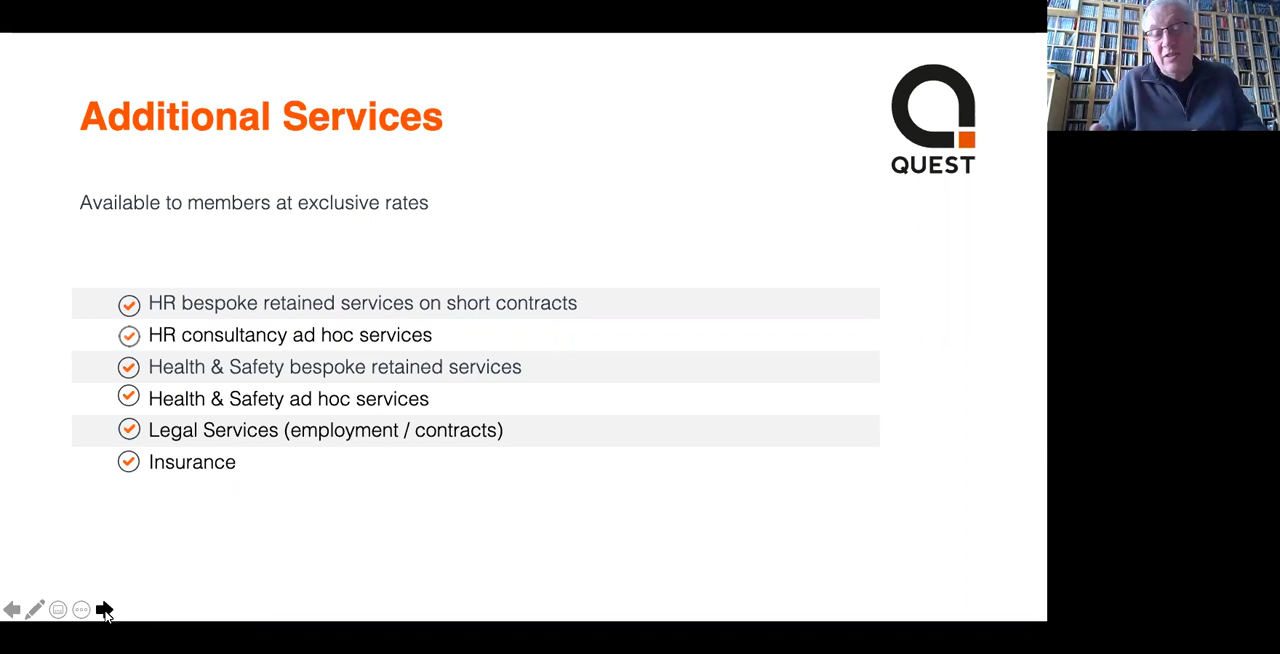 Additional Services
QUEST
Available to members at exclusive rates
HR bespoke retained services on short contracts
HR consultancy ad hoc services
Health & Safety bespoke retained services
Health & Safety ad hoc services
Legal Services (employment / contracts)
Insurance